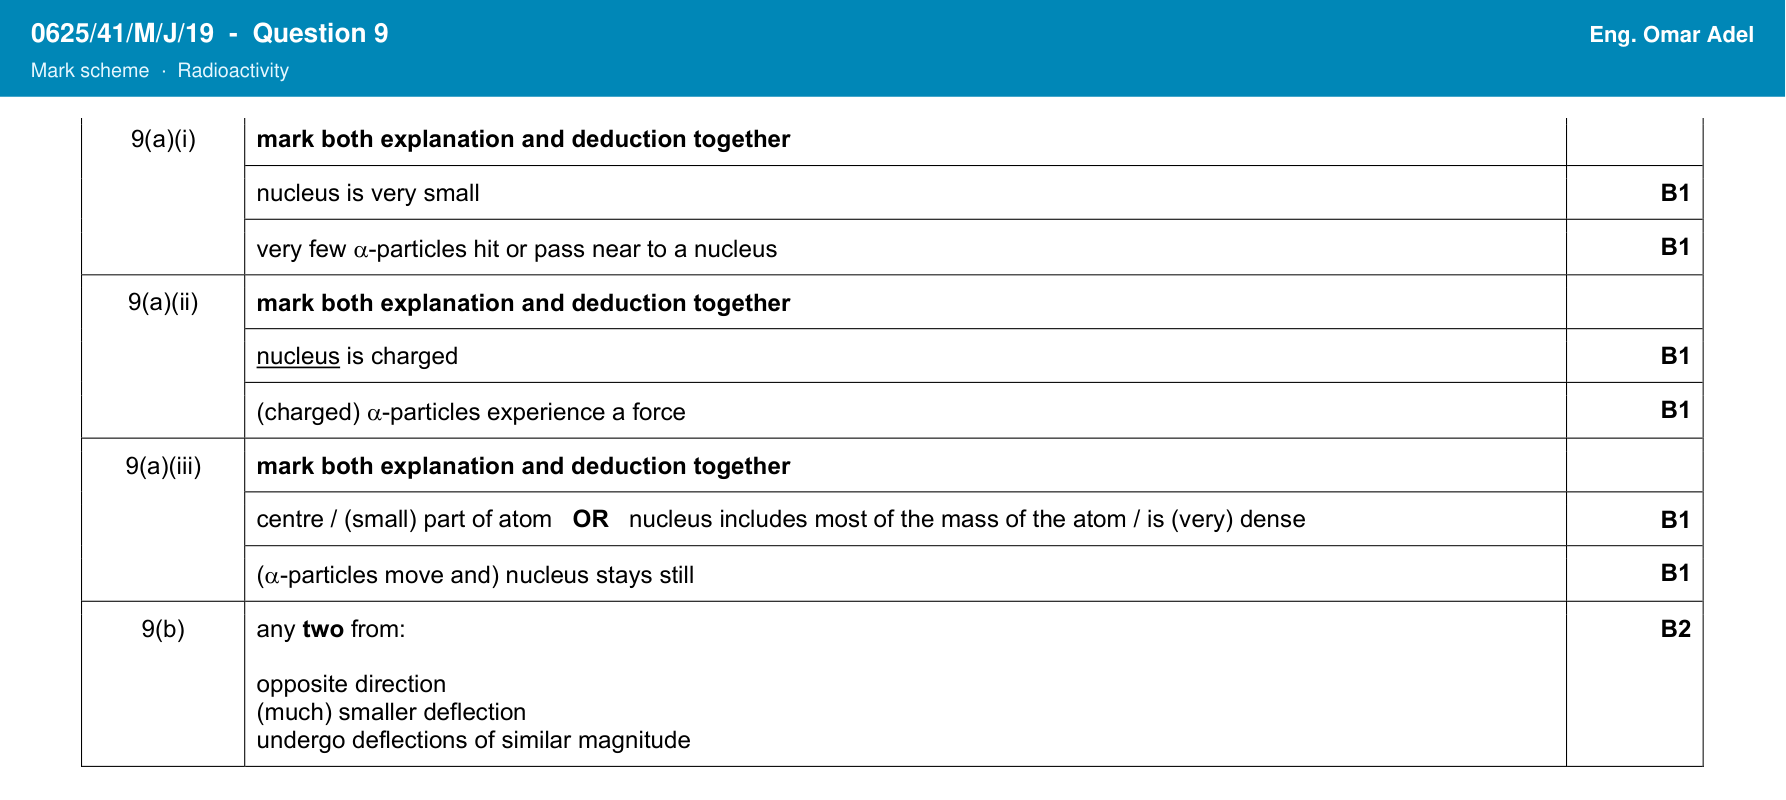 0625/41/M/J/19 - Question 9
Eng. Omar Adel
Mark scheme · Radioactivity
9(a)(i)
mark both explanation and deduction together
nucleus is very small
B1
very few α-particles hit or pass near to a nucleus
B1
9(a)(ii)
mark both explanation and deduction together
nucleus is charged
B1
(charged) α-particles experience a force
B1
9(a)(iii)
mark both explanation and deduction together
centre / (small) part of atom OR nucleus includes most of the mass of the atom / is (very) dense
B1
(α-particles move and) nucleus stays still
B1
9(b)
any two from:
B2
opposite direction
(much) smaller deflection
undergo deflections of similar magnitude